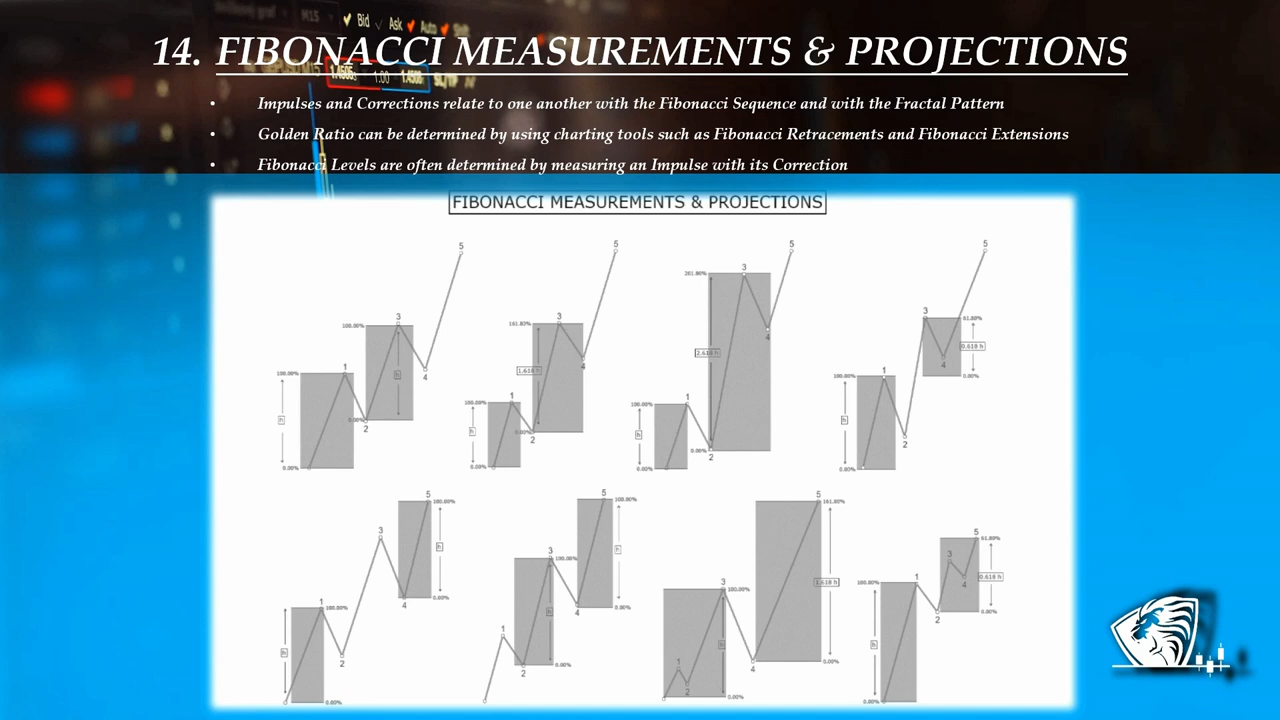 M15
Bid
Ask
Auto
14. FIBONACCI MEASUREMENTS & PROJECTIONS
1.00
SL/TP
• Impulses and Corrections relate to one another with the Fibonacci Sequence and with the Fractal Pattern
• Golden Ratio can be determined by using charting tools such as Fibonacci Retracements and Fibonacci Extensions
• Fibonacci Levels are often determined by measuring an Impulse with its Correction
FIBONACCI MEASUREMENTS & PROJECTIONS
5
3
100.00%
1
100.00%
h
h
4
0.00%
2
h
0.00%
5
3
161.80%
1.618 h
4
1
100.00%
0.00%
2
h
0.00%
5
3
261.80%
4
2.618 h
1
100.00%
0.00%
2
h
0.00%
5
3
61.80%
0.618 h
4
0.00%
1
100.00%
2
h
0.00%
5
100.00%
3
h
0.00%
4
1
100.00%
2
h
0.00%
5
100.00%
h
3
100.00%
h
0.00%
4
1
2
0.00%
5
161.80%
1.618 h
3
100.00%
h
4
0.00%
1
2
0.00%
5
61.80%
3
0.618 h
4
0.00%
1
100.00%
2
h
0.00%